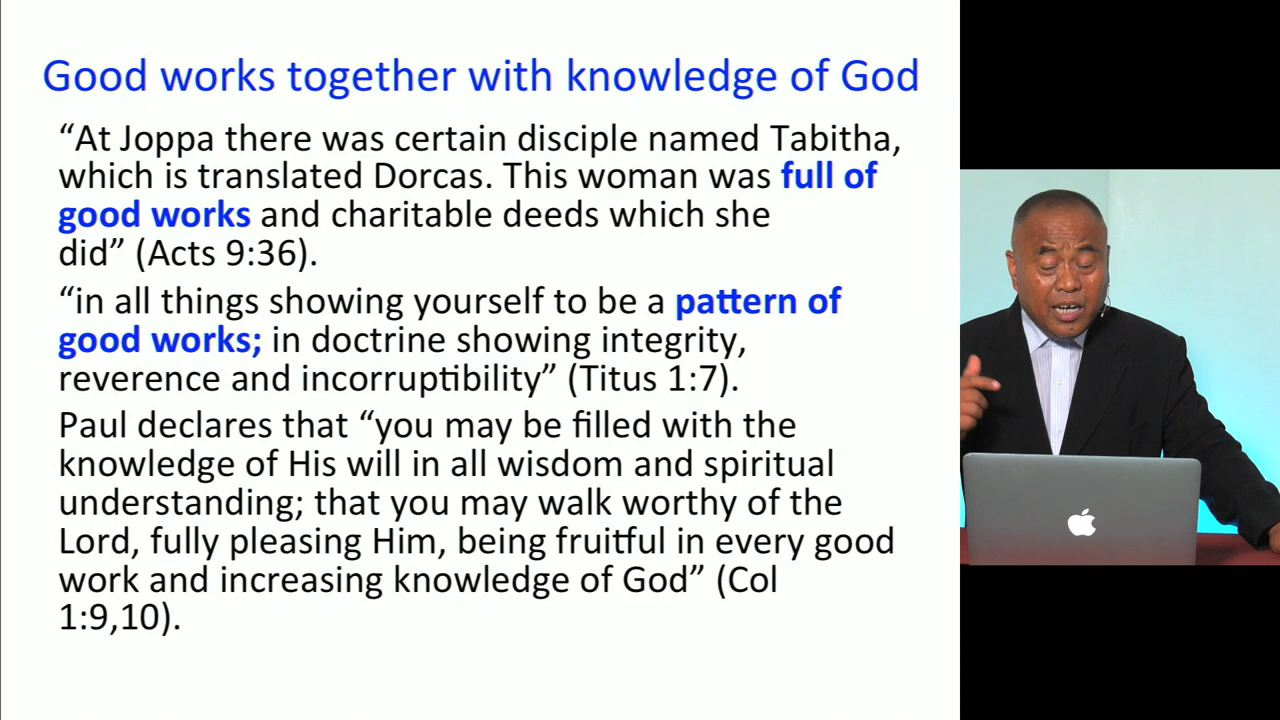 Good works together with knowledge of God
“At Joppa there was certain disciple named Tabitha,
which is translated Dorcas. This woman was full of
good works and charitable deeds which she
did” (Acts 9:36).
“in all things showing yourself to be a pattern of
good works; in doctrine showing integrity,
reverence and incorruptibility” (Titus 1:7).
Paul declares that “you may be filled with the
knowledge of His will in all wisdom and spiritual
understanding; that you may walk worthy of the
Lord, fully pleasing Him, being fruitful in every good
work and increasing knowledge of God” (Col
1:9,10).